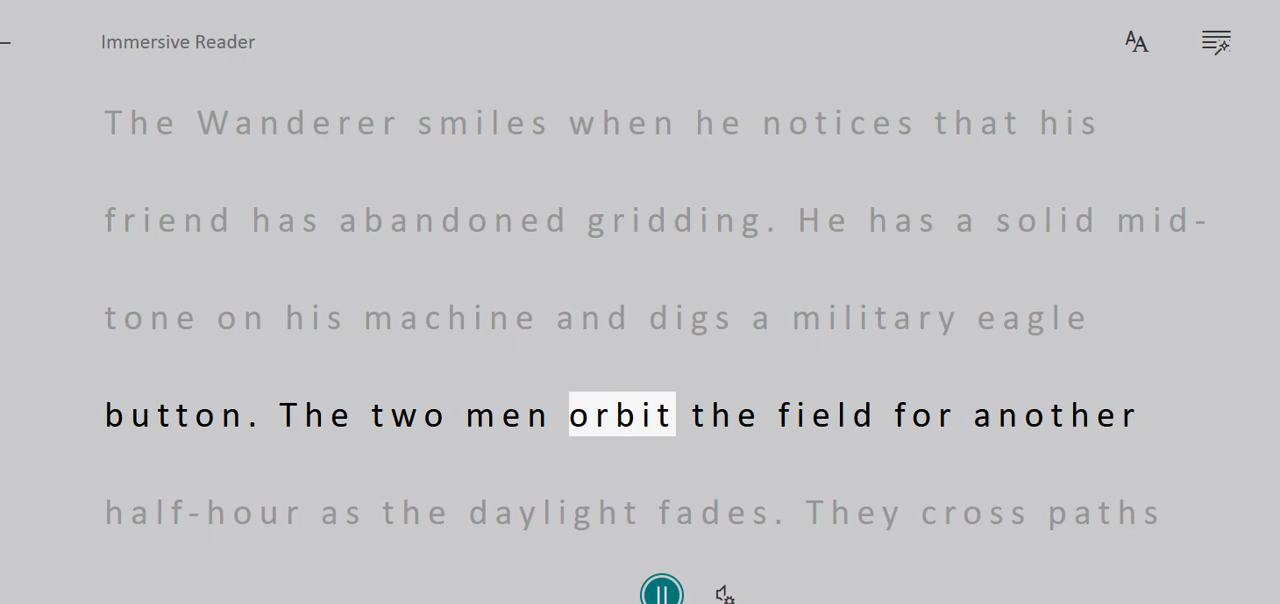 Immersive Reader
The Wanderer smiles when he notices that his
friend has abandoned gridding. He has a solid mid-
tone on his machine and digs a military eagle
button. The two men orbit the field for another
half-hour as the daylight fades. They cross paths